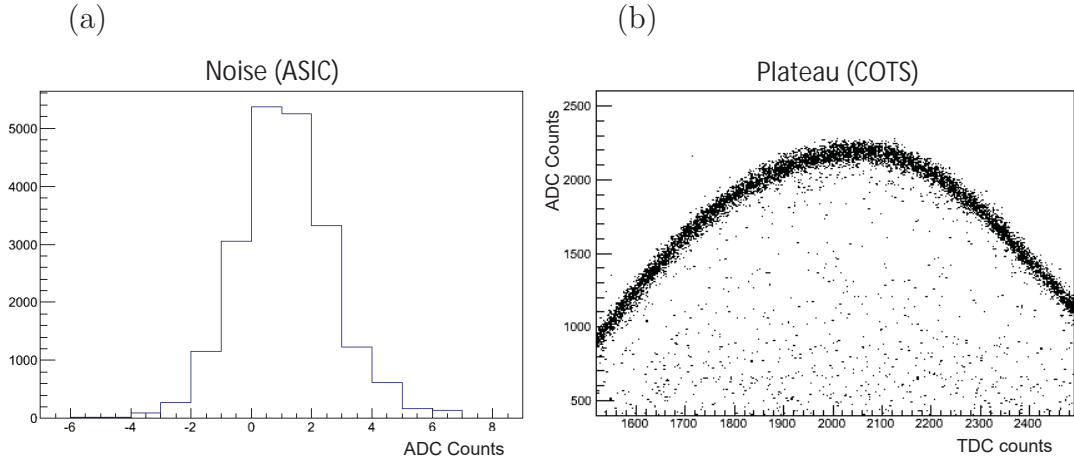 (a)
(b)
Noise (ASIC)
5000
4000
3000
2000
1000
0
-6 -4 -2 0 2 4 6 8
ADC Counts
Plateau (COTS)
ADC Counts
2500
2000
1500
1000
500
1600 1700 1800 1900 2000 2100 2200 2300 2400
TDC counts